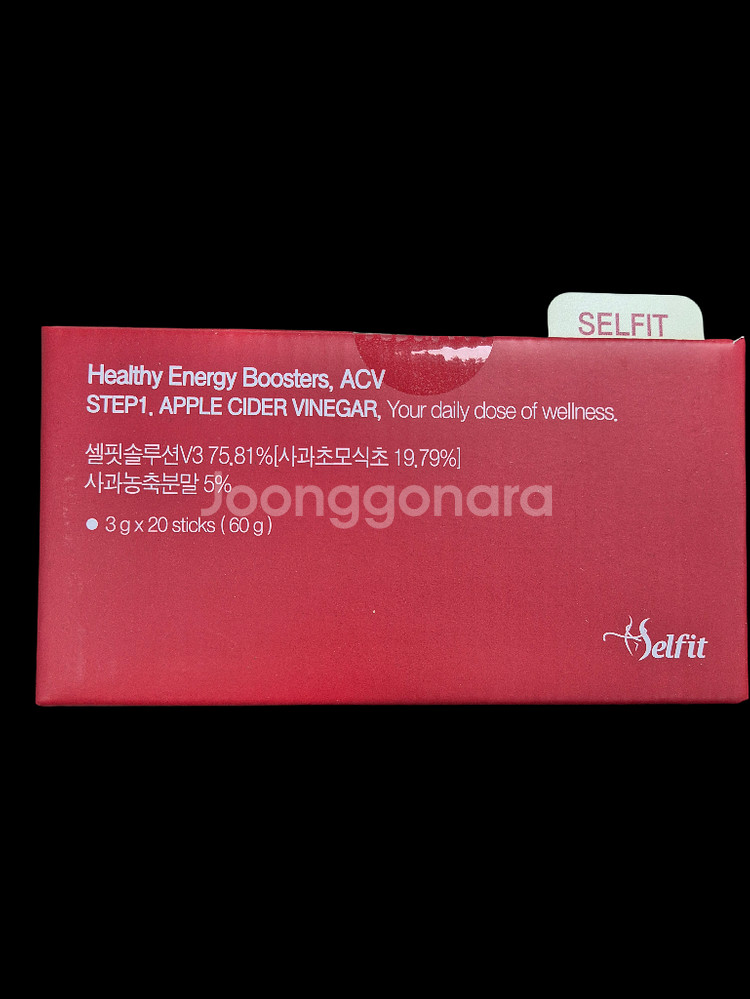 SELFIT
Healthy Energy Boosters, ACV
STEP1. APPLE CIDER VINEGAR, Your daily dose of wellness.
셀핏솔루션V3 75.81%[사과초모식초 19.79%]
사과농축분말 5%
Joonggonara
● 3 g x 20 sticks ( 60 g )
Selfit